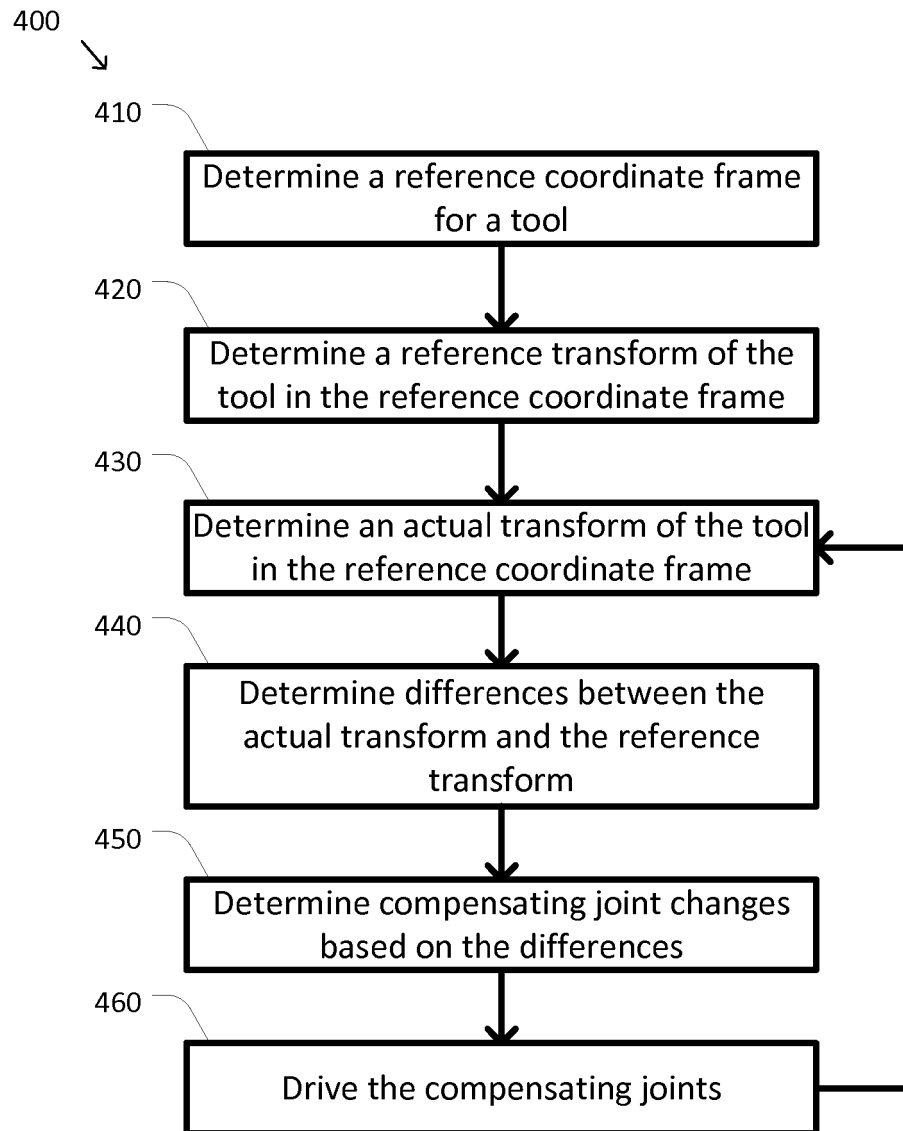 400
410
Determine a reference coordinate frame
for a tool
420
Determine a reference transform of the
tool in the reference coordinate frame
430
Determine an actual transform of the tool
in the reference coordinate frame
440
Determine differences between the
actual transform and the reference
transform
450
Determine compensating joint changes
based on the differences
460
Drive the compensating joints